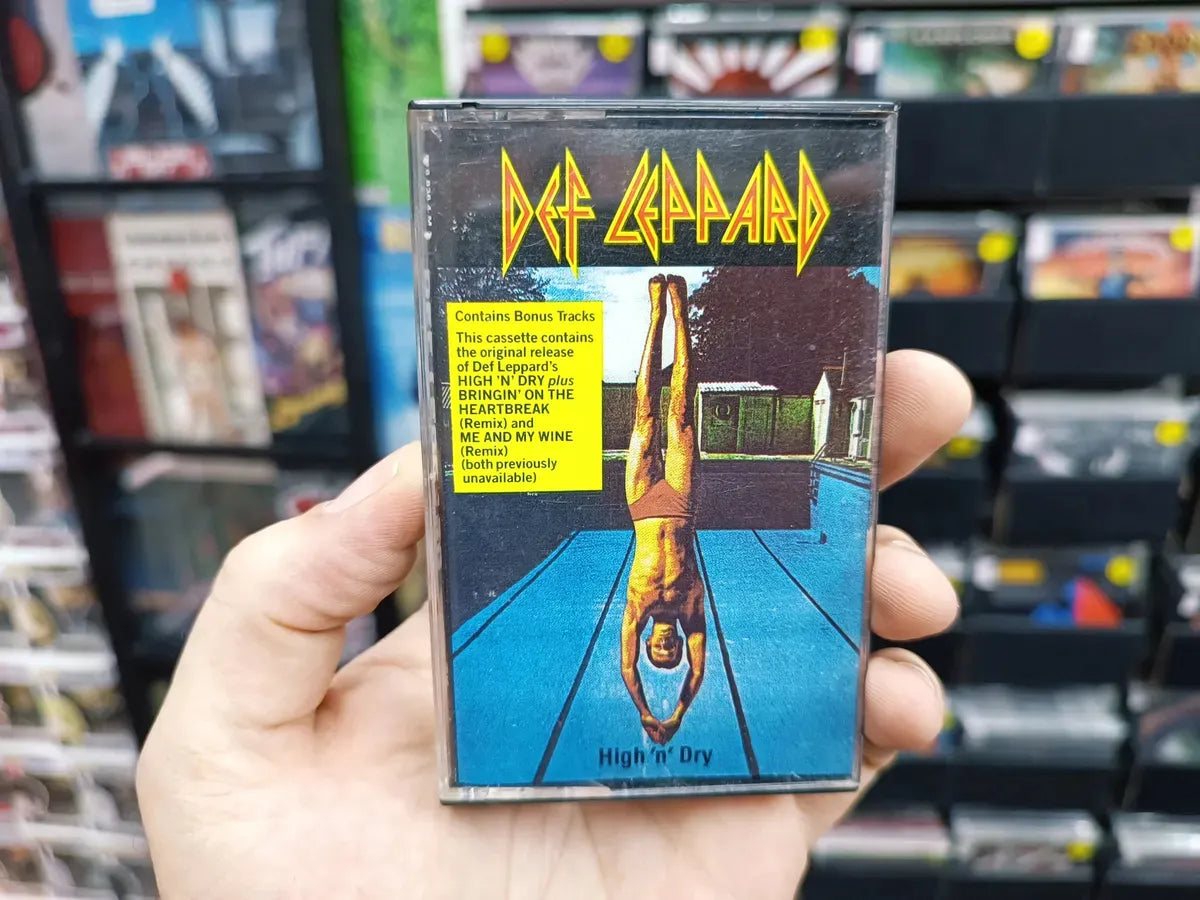 DEF LEPPARD
Contains Bonus Tracks
This cassette contains
the original release
of Def Leppard's
HIGH 'N' DRY plus
BRINGIN' ON THE
HEARTBREAK
(Remix) and
ME AND MY WINE
(Remix)
(both previously
unavailable)
High 'n' Dry